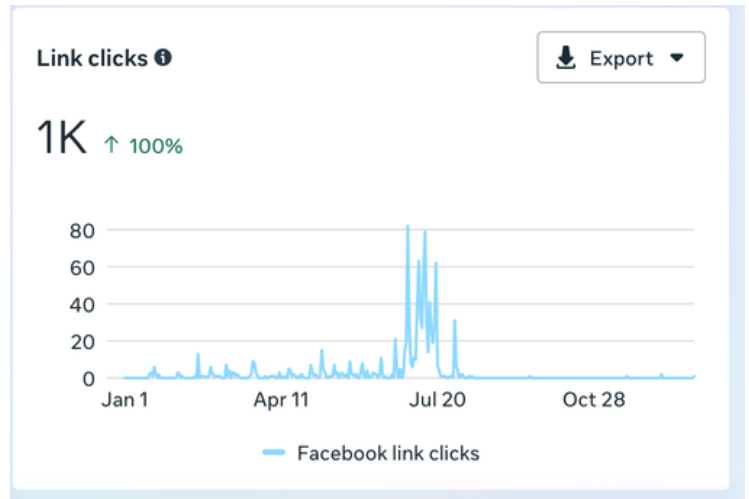 Link clicks
Export
1K ↑ 100%
80
60
40
20
0
Jan 1 Apr 11 Jul 20 Oct 28
Facebook link clicks